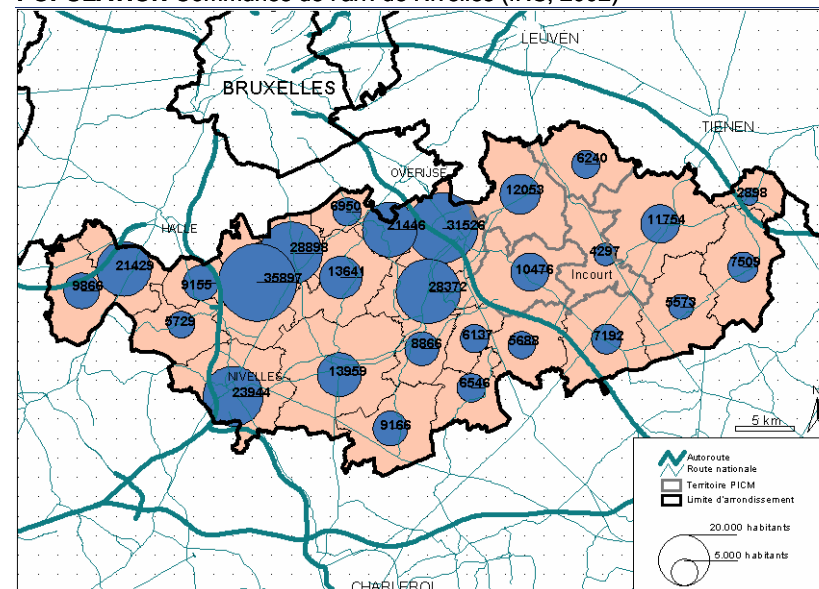 LEUVEN
BRUXELLES
TIENEN
OVERIJSE
6240
12053
2898
6950
21446
31526
11754
HALLE
28898
4297
21429
13641
10476
7509
9866
9155
35897
Incourt
28372
5573
5729
6137
5688
7192
8866
NIVELLES
13959
6546
23944
9166
N
5 km
Autoroute
Route nationale
Territoire PICM
Limite d'arrondissement
20.000 habitants
5.000 habitants
CHARLEROI